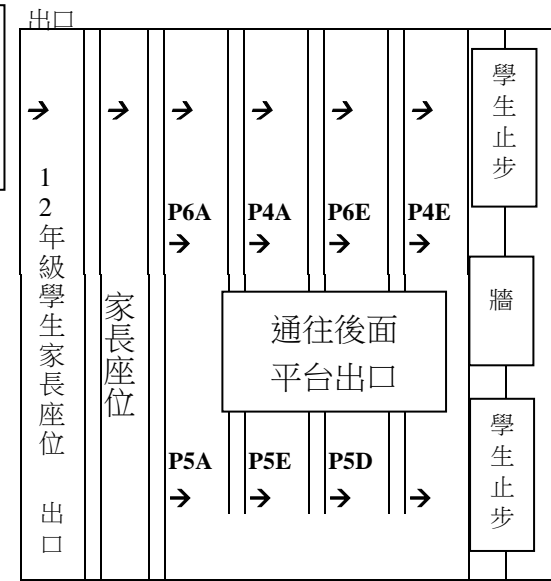 出口
→ → → → → →
學生止步
12年級學生家長座位
P6A P4A P6E P4E
→ → → →
家長座位
通往後面
平台出口
牆
P5A P5E P5D
→ → → →
學生止步
出口